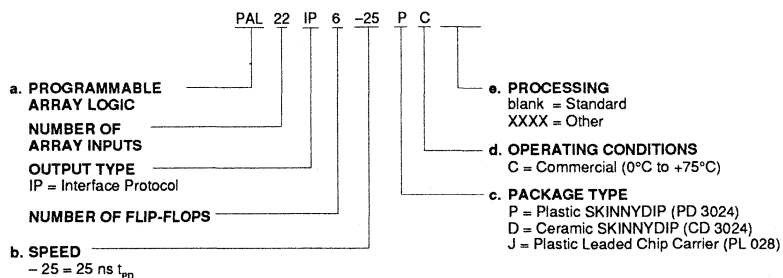 PAL 22 IP 6 -25 P C
a. PROGRAMMABLE
ARRAY LOGIC
NUMBER OF
ARRAY INPUTS
OUTPUT TYPE
IP = Interface Protocol
NUMBER OF FLIP-FLOPS
b. SPEED
– 25 = 25 ns tPD
e. PROCESSING
blank = Standard
XXXX = Other
d. OPERATING CONDITIONS
C = Commercial (0°C to +75°C)
c. PACKAGE TYPE
P = Plastic SKINNYDIP (PD 3024)
D = Ceramic SKINNYDIP (CD 3024)
J = Plastic Leaded Chip Carrier (PL 028)